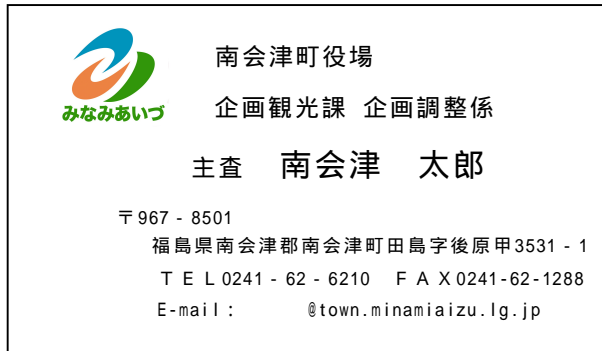 みなみあいづ
南会津町役場
企画観光課 企画調整係
主査　南会津　太郎
〒967‐8501
福島県南会津郡南会津町田島字後原甲3531‐1
ＴＥＬ0241‐62‐6210　ＦＡＸ0241-62-1288
E-mail：　　　@town.minamiaizu.lg.jp